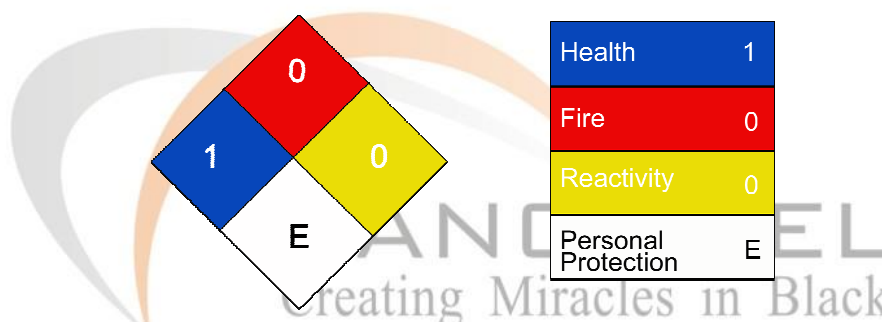 0
1
0
E
Health 1
Fire 0
Reactivity 0
Personal
Protection E
Creating Miracles in Black